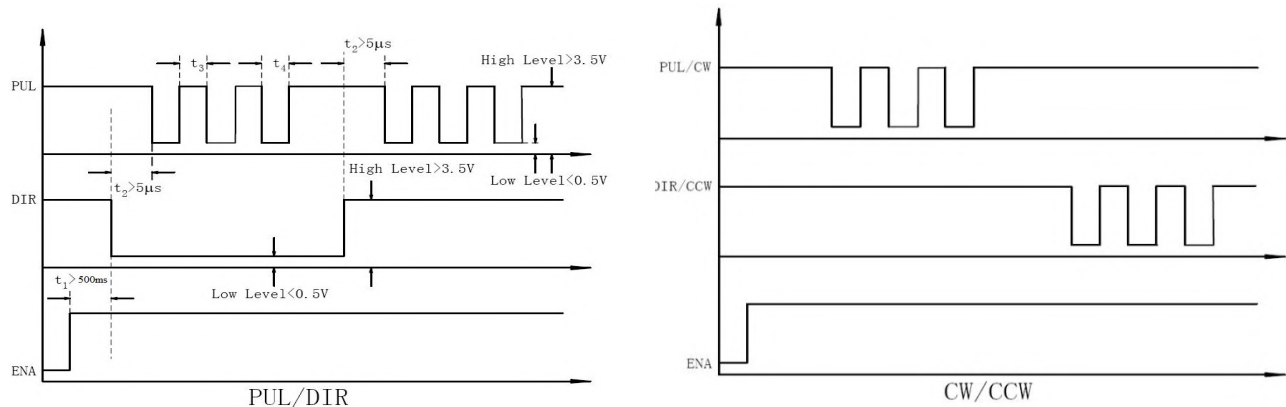 t2>5μs
High Level>3.5V
t3
t4
PUL
High Level>3.5V
Low Level<0.5V
t2>5μs
DIR
t1>500ms
Low Level<0.5V
ENA
PUL/DIR
PUL/CW
DIR/CCW
ENA
CW/CCW